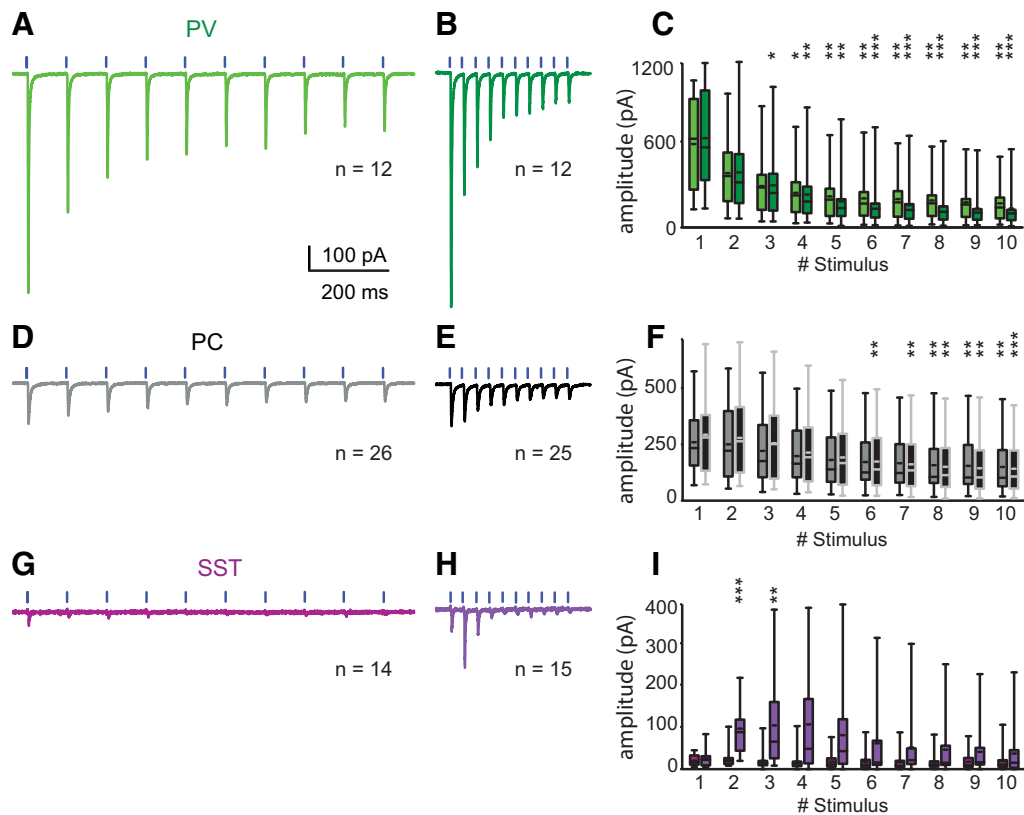 A
PV
n = 12
100 pA
200 ms
B
n = 12
C
* * ** ** ** ** ** ** ** *** ** *** ** *** ** *** ** ***
amplitude (pA)
1200
600
0
1 2 3 4 5 6 7 8 9 10
# Stimulus
D
PC
n = 26
E
n = 25
F
** ** ** ** ** ** ** ***
amplitude (pA)
500
250
0
1 2 3 4 5 6 7 8 9 10
# Stimulus
G
SST
n = 14
H
n = 15
I
*** **
amplitude (pA)
400
300
200
100
0
1 2 3 4 5 6 7 8 9 10
# Stimulus